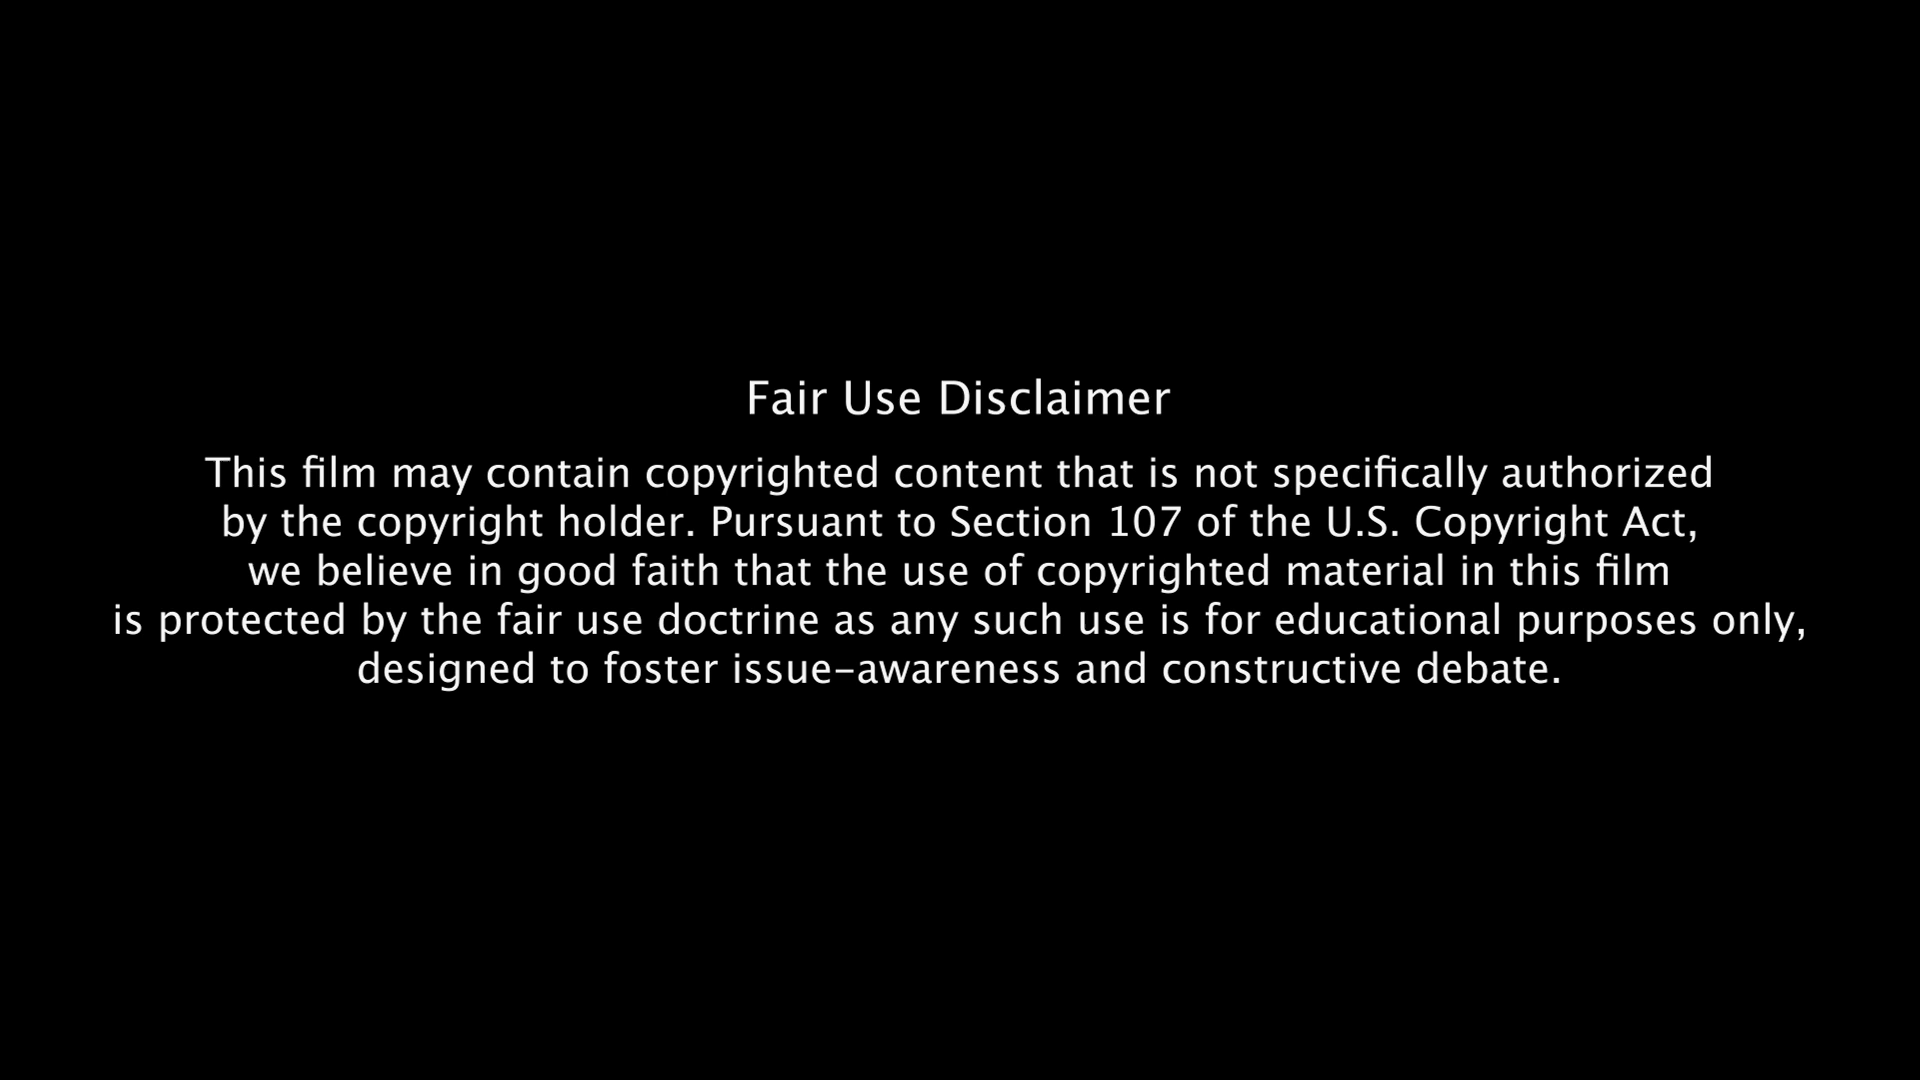 Fair Use Disclaimer
This film may contain copyrighted content that is not specifically authorized
by the copyright holder. Pursuant to Section 107 of the U.S. Copyright Act,
we believe in good faith that the use of copyrighted material in this film
is protected by the fair use doctrine as any such use is for educational purposes only,
designed to foster issue-awareness and constructive debate.